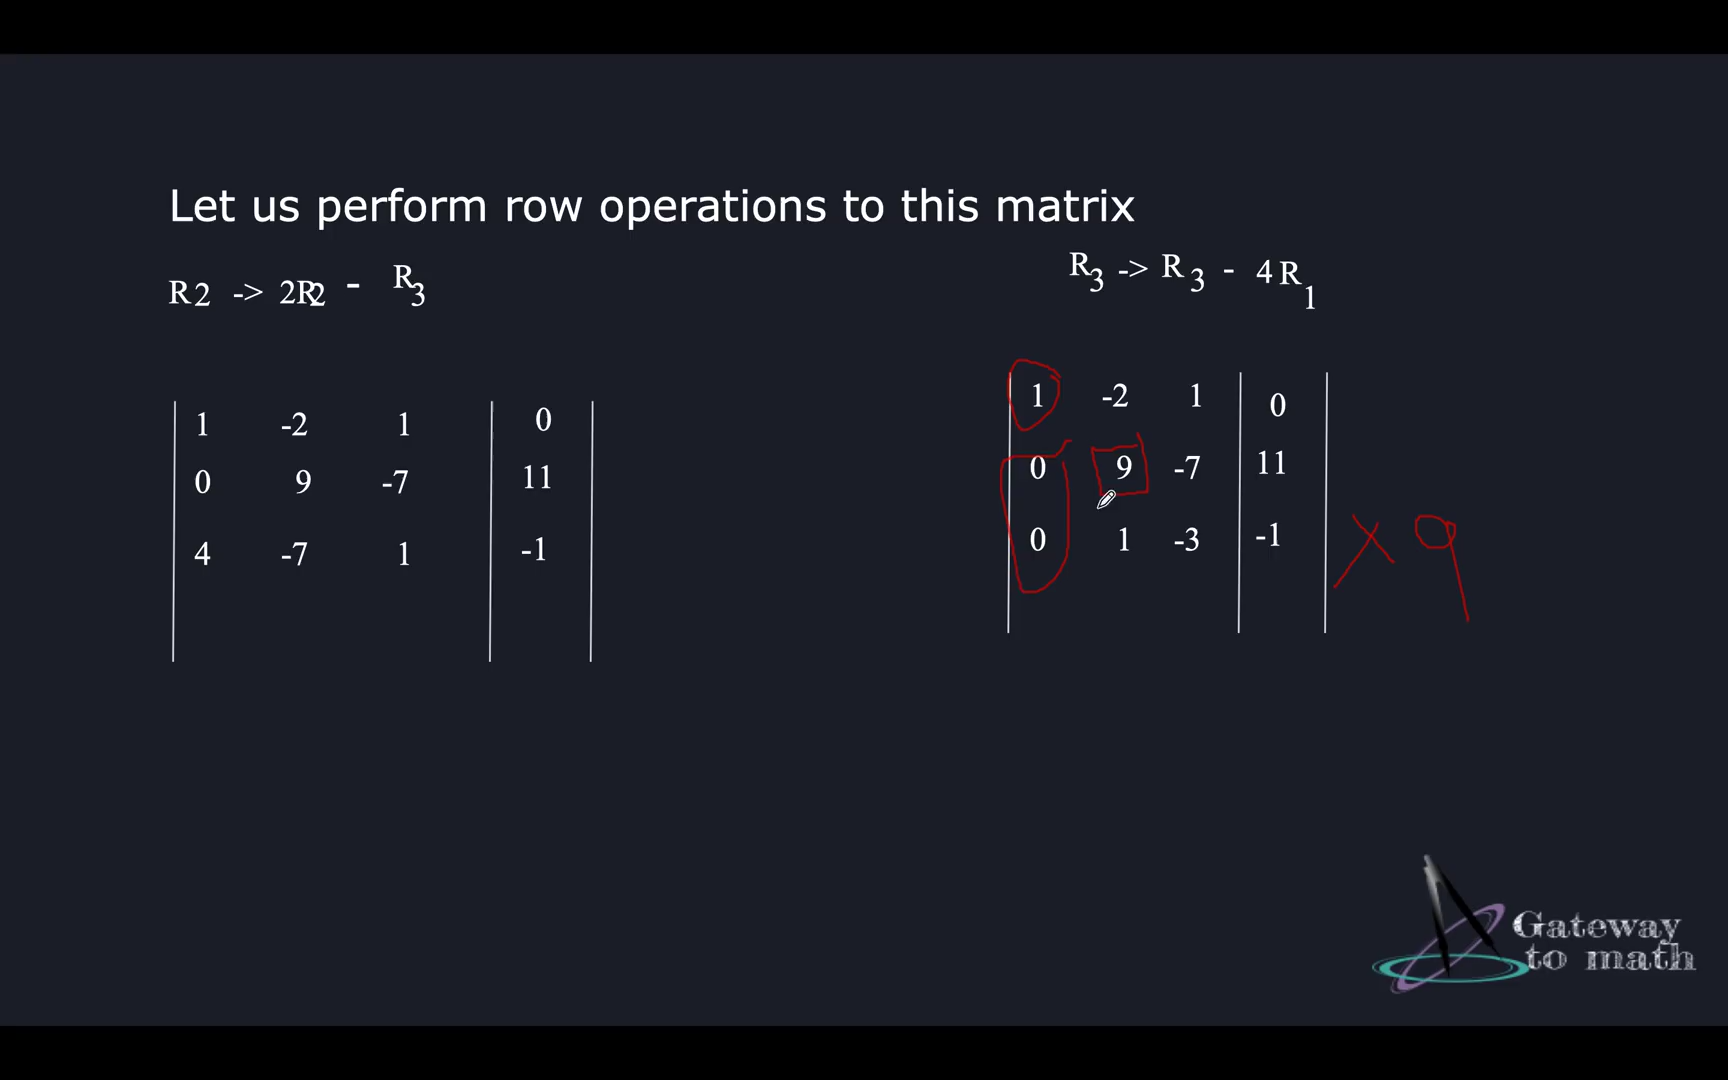 Let us perform row operations to this matrix
R2 -> 2R2 - R3
1 -2 1 0
0 9 -7 11
4 -7 1 -1
R3 -> R3 - 4R1
1 -2 1 0
0 9 -7 11
0 1 -3 -1 x 9
Gateway
to math